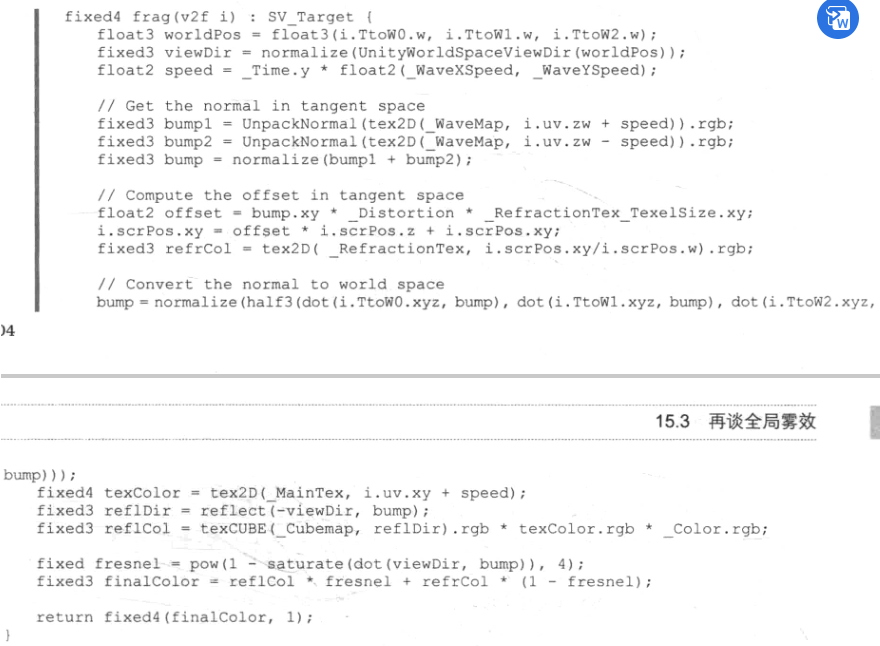 fixed4 frag(v2f i) : SV_Target {
W
float3 worldPos = float3(i.TtoW0.w, i.TtoW1.w, i.TtoW2.w);
fixed3 viewDir = normalize(UnityWorldSpaceViewDir(worldPos));
float2 speed = _Time.y * float2(_WaveXSpeed, _WaveYSpeed);
// Get the normal in tangent space
fixed3 bump1 = UnpackNormal(tex2D(_WaveMap, i.uv.zw + speed)).rgb;
fixed3 bump2 = UnpackNormal(tex2D(_WaveMap, i.uv.zw - speed)).rgb;
fixed3 bump = normalize(bump1 + bump2);
// Compute the offset in tangent space
float2 offset = bump.xy * _Distortion * _RefractionTex_TexelSize.xy;
i.scrPos.xy = offset * i.scrPos.z + i.scrPos.xy;
fixed3 refrCol = tex2D( _RefractionTex, i.scrPos.xy/i.scrPos.w).rgb;
// Convert the normal to world space
bump = normalize(half3(dot(i.TtoW0.xyz, bump), dot(i.TtoW1.xyz, bump), dot(i.TtoW2.xyz,
4
15.3 再谈全局雾效
bump)));
fixed4 texColor = tex2D(_MainTex, i.uv.xy + speed);
fixed3 reflDir = reflect(-viewDir, bump);
fixed3 reflCol = texCUBE(_Cubemap, reflDir).rgb * texColor.rgb * _Color.rgb;
fixed fresnel = pow(1 - saturate(dot(viewDir, bump)), 4);
fixed3 finalColor = reflCol * fresnel + refrCol * (1 - fresnel);
return fixed4(finalColor, 1);
}